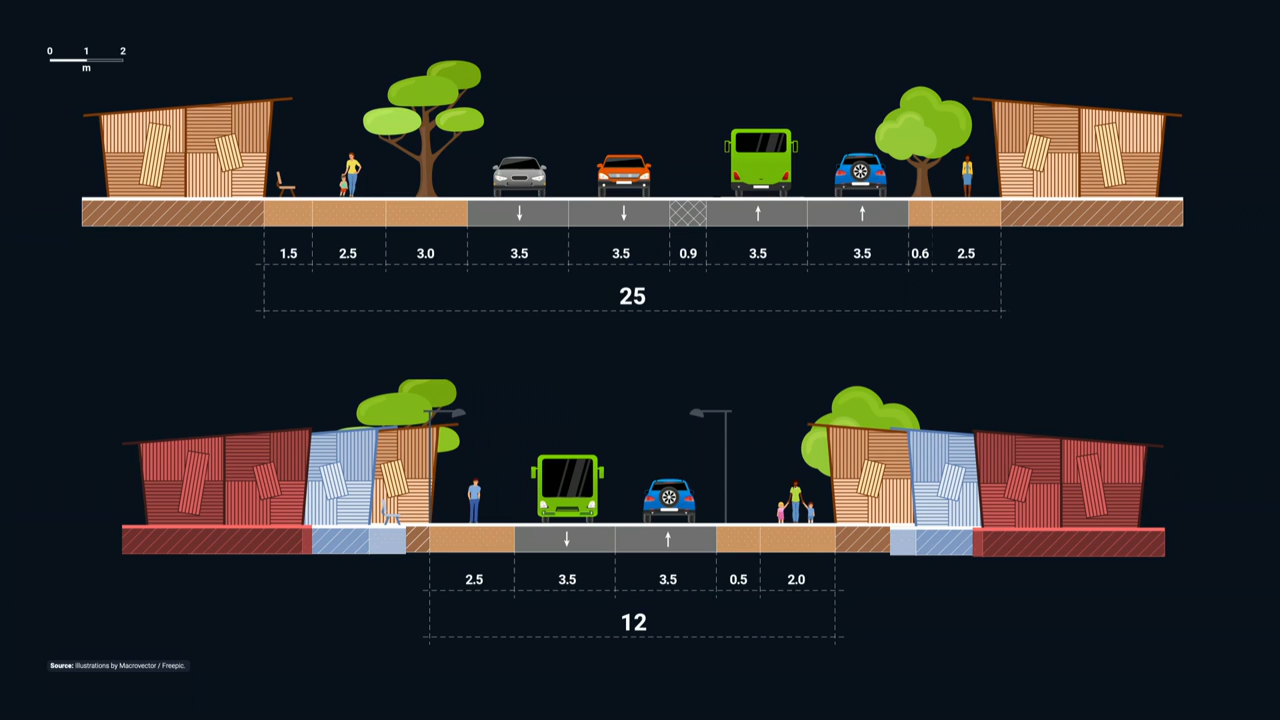 0 1 2
m
1.5 2.5 3.0 3.5 3.5 0.9 3.5 3.5 0.6 2.5
25
2.5 3.5 3.5 0.5 2.0
12
Source: Illustrations by Macrovector / Freepic.